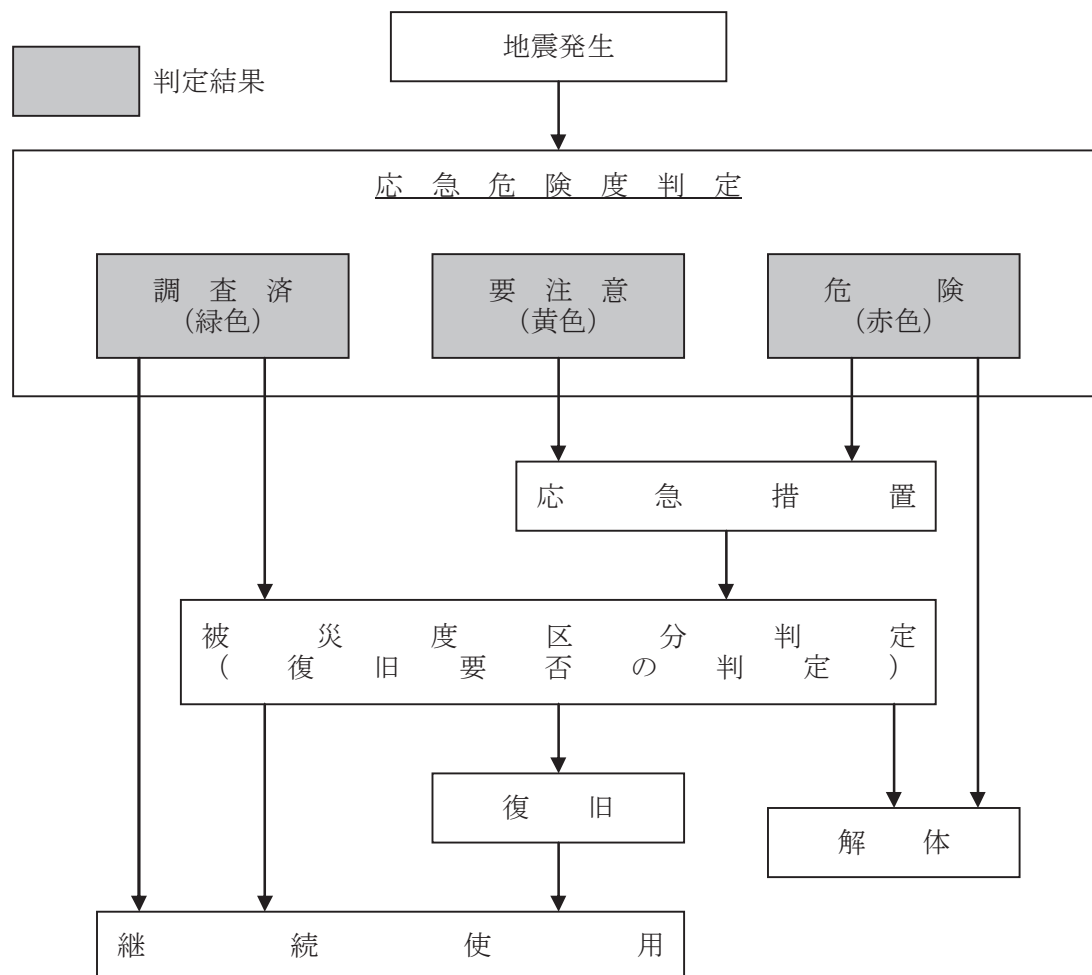 地震発生
判定結果
応急危険度判定
調査済
(緑色)
要注意
(黄色)
危険
(赤色)
応急措置
被災度区分判定
(復旧要否の判定)
復旧
解体
継続使用